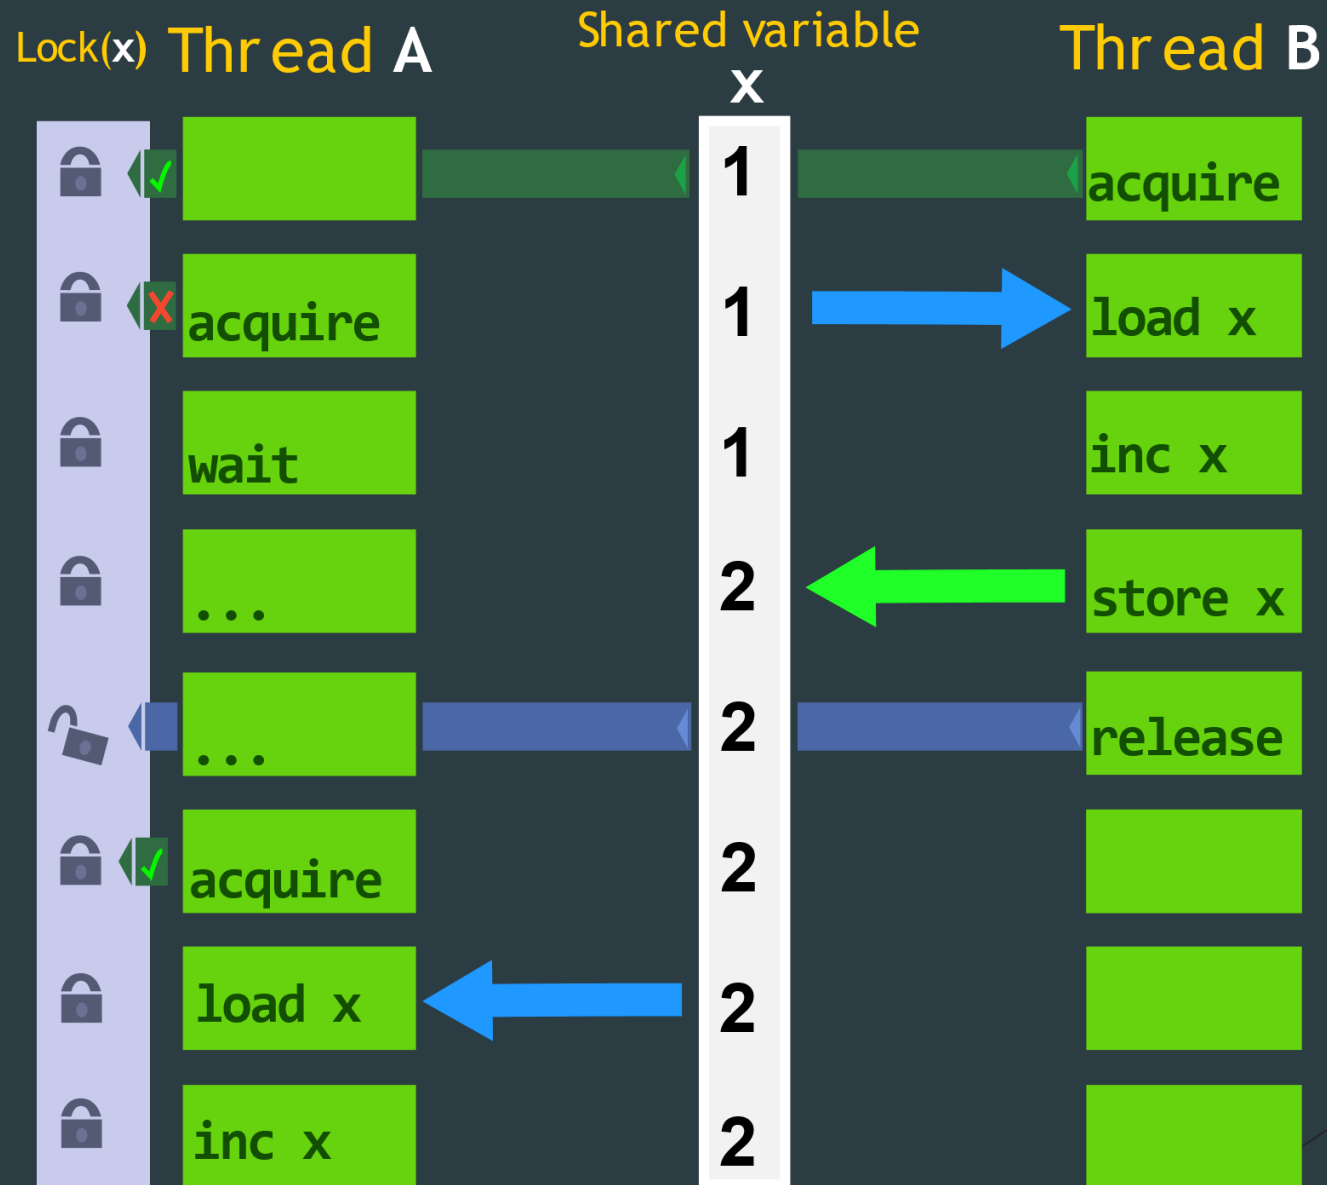 Lock(x) Thread A Shared variable x Thread B
1 acquire
acquire 1 load x
wait 1 inc x
... 2 store x
... 2 release
acquire 2
load x 2
inc x 2